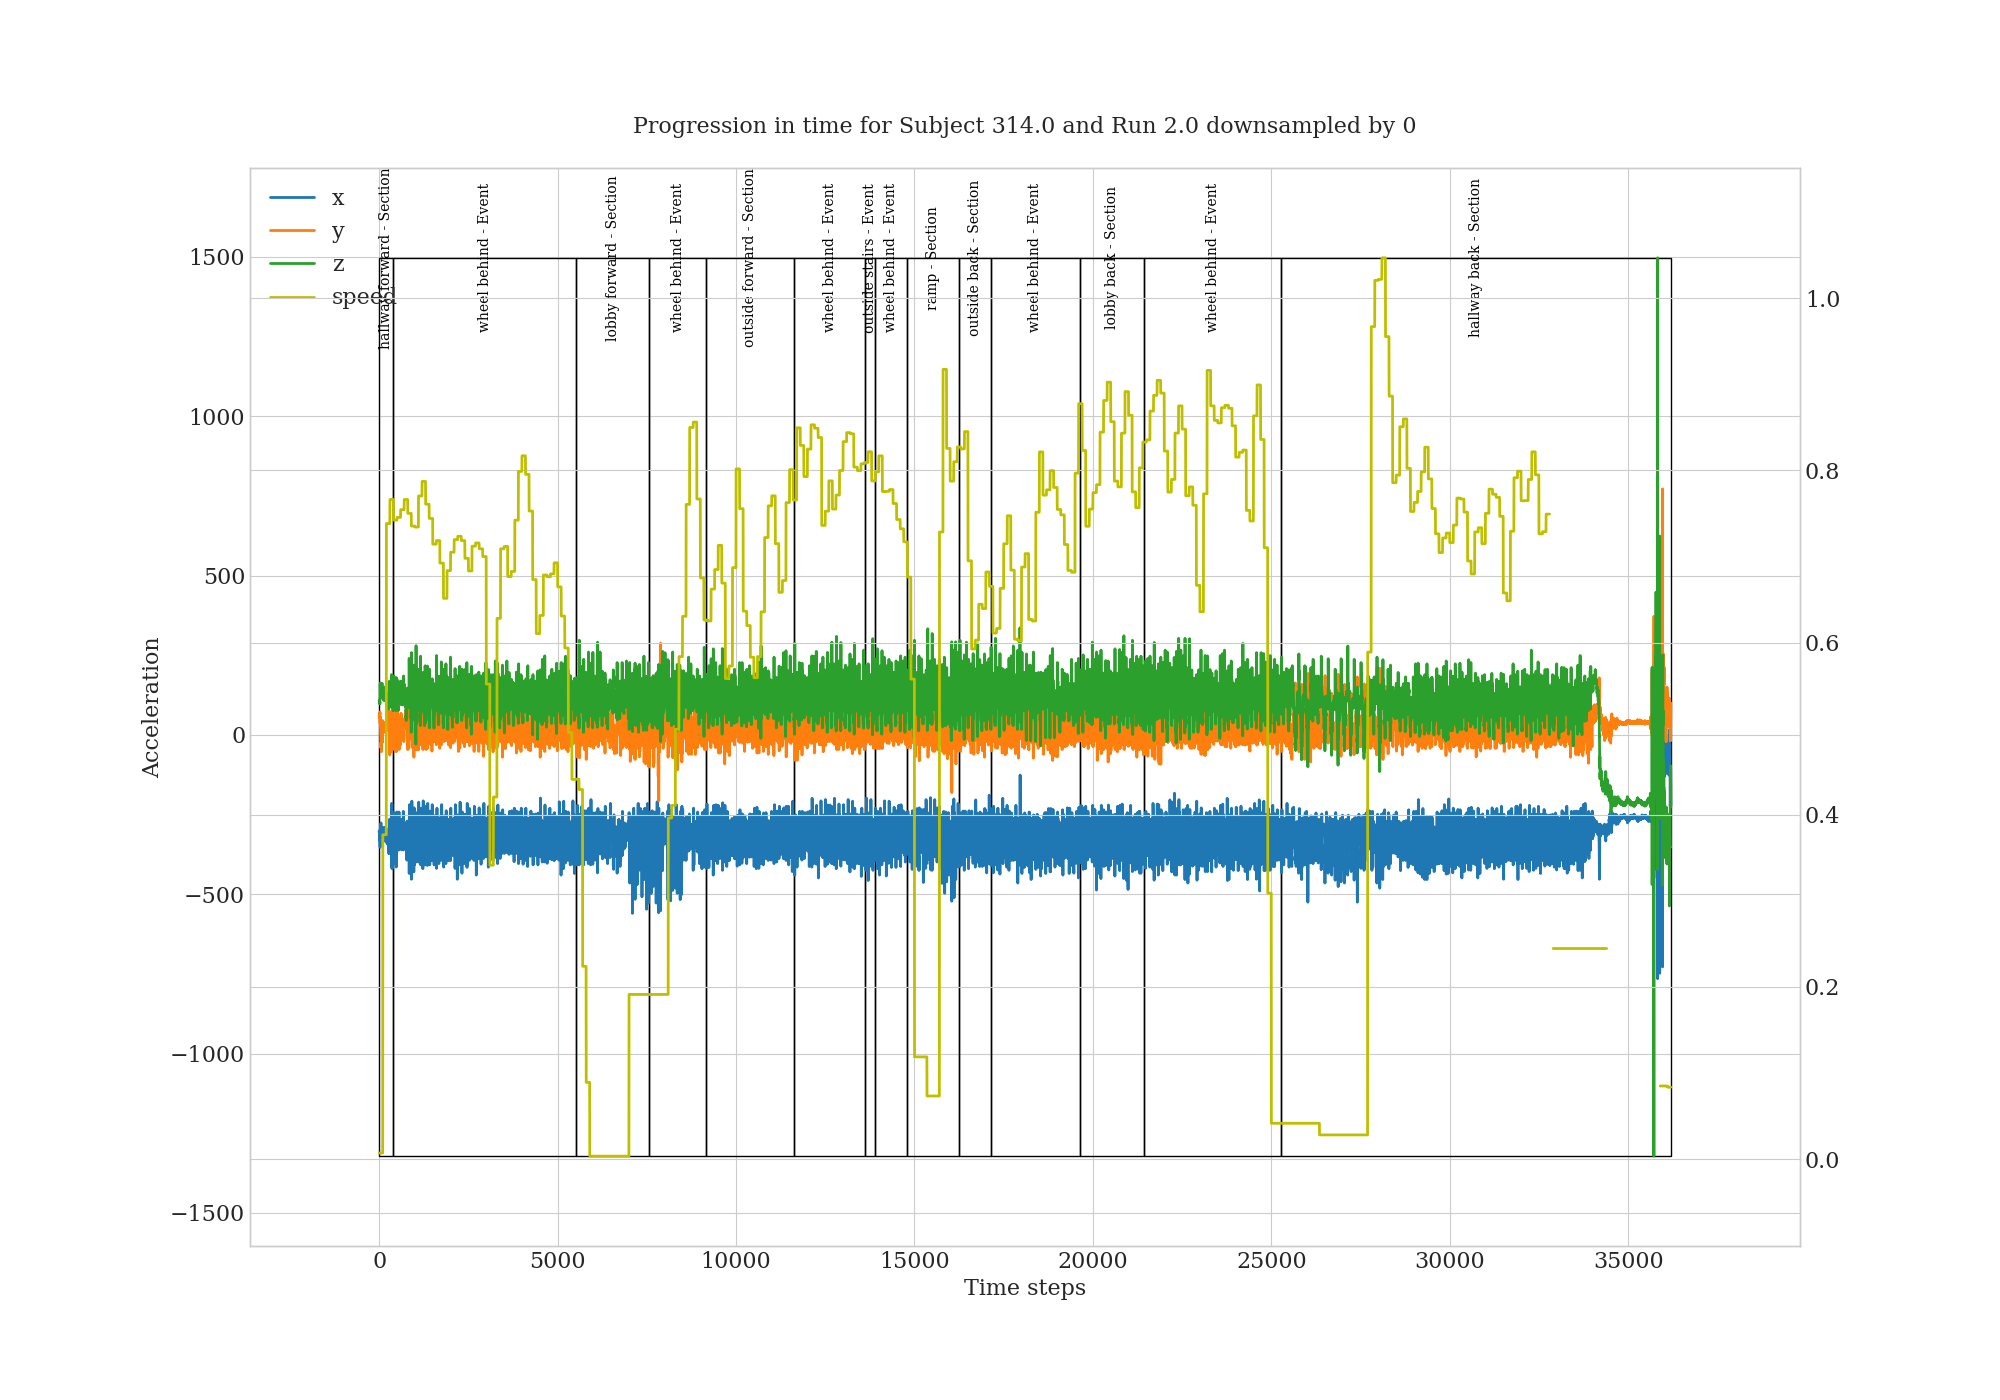 Progression in time for Subject 314.0 and Run 2.0 downsampled by 0
x
y
z
speed
hallway forward - Section
wheel behind - Event
lobby forward - Section
wheel behind - Event
outside forward - Section
wheel behind - Event
outside stairs - Event
wheel behind - Event
ramp - Section
outside back - Section
wheel behind - Event
lobby back - Section
wheel behind - Event
hallway back - Section
1500
1000
500
0
−500
−1000
−1500
Acceleration
1.0
0.8
0.6
0.4
0.2
0.0
0 5000 10000 15000 20000 25000 30000 35000
Time steps